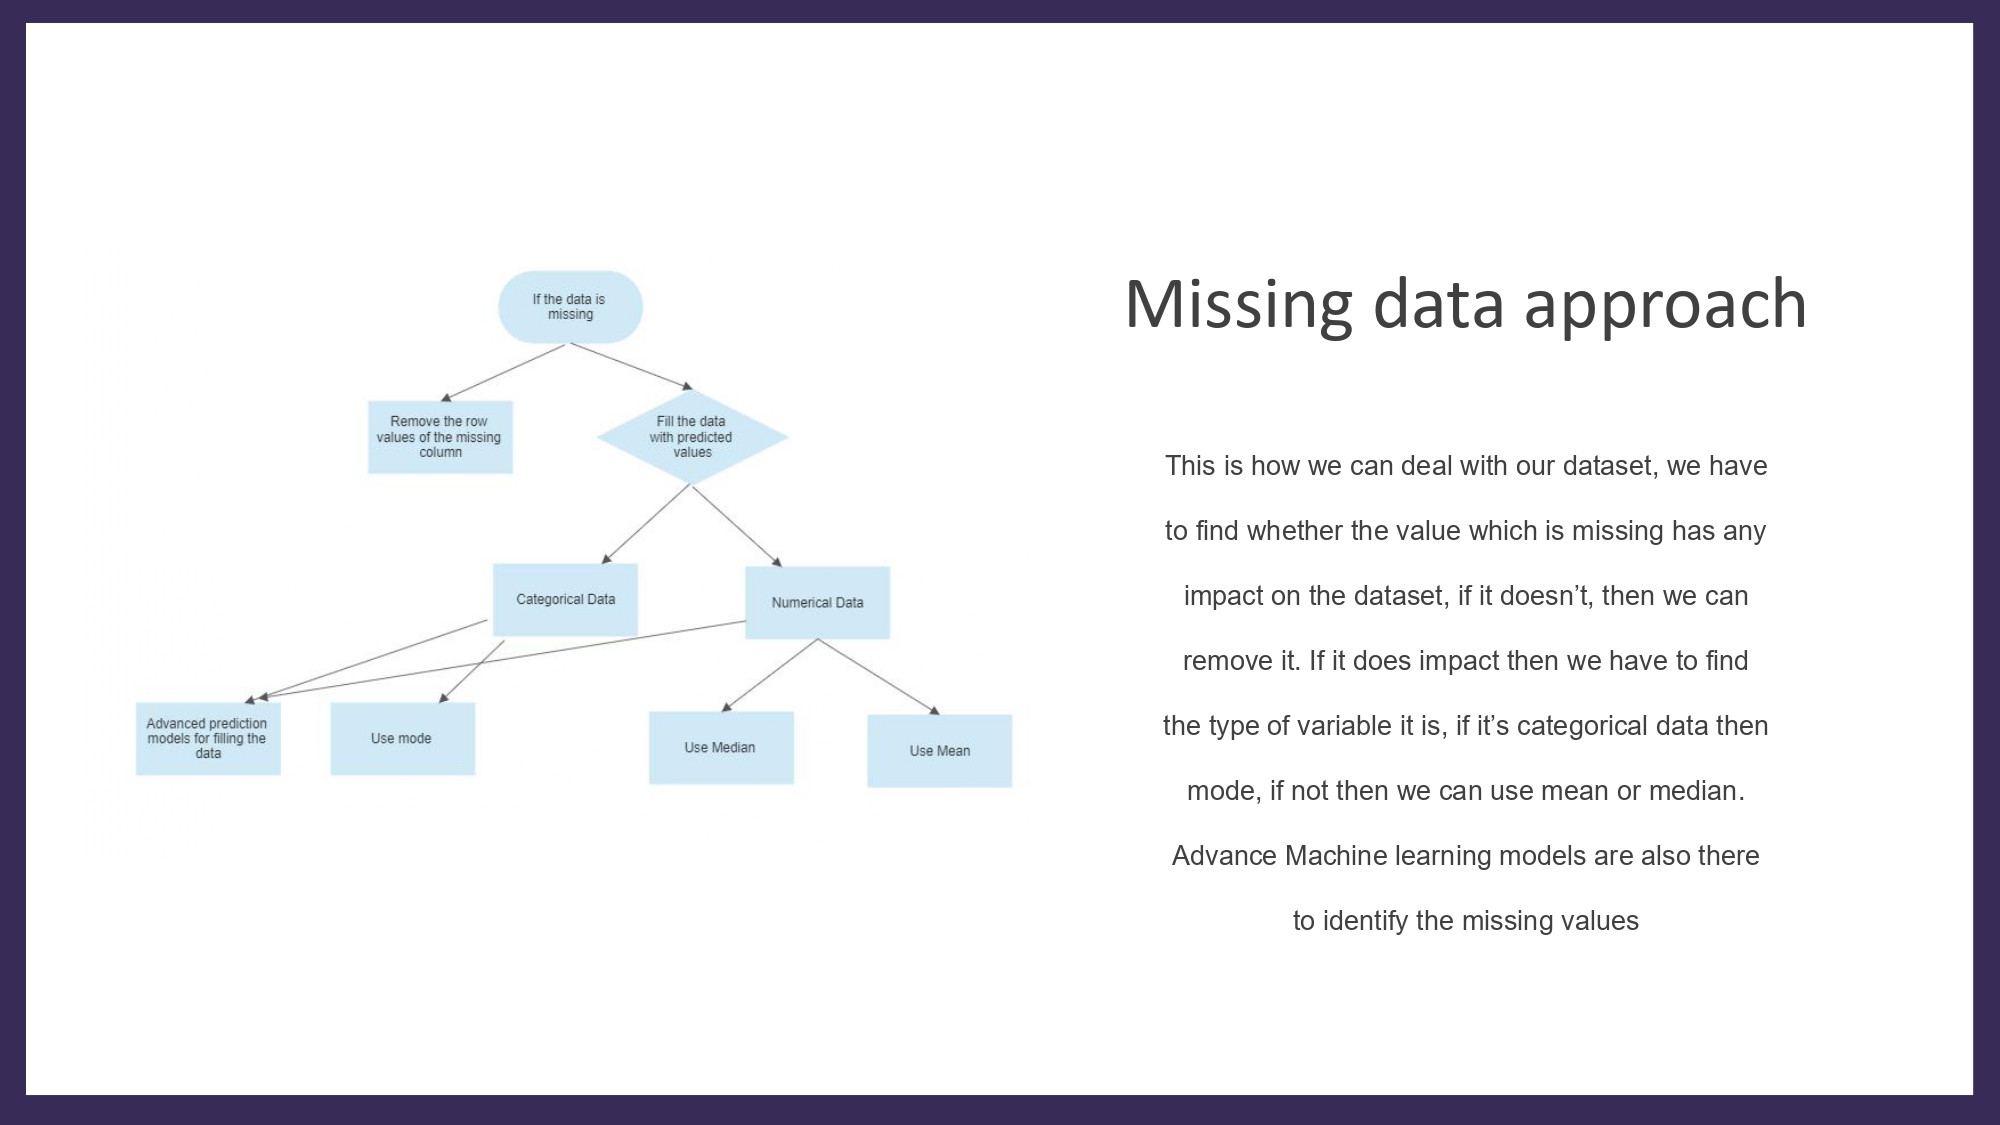 If the data is
missing
Remove the row
values of the missing
column
Fill the data
with predicted
values
Categorical Data
Numerical Data
Advanced prediction
models for filling the
data
Use mode
Use Median
Use Mean
Missing data approach
This is how we can deal with our dataset, we have
to find whether the value which is missing has any
impact on the dataset, if it doesn’t, then we can
remove it. If it does impact then we have to find
the type of variable it is, if it’s categorical data then
mode, if not then we can use mean or median.
Advance Machine learning models are also there
to identify the missing values